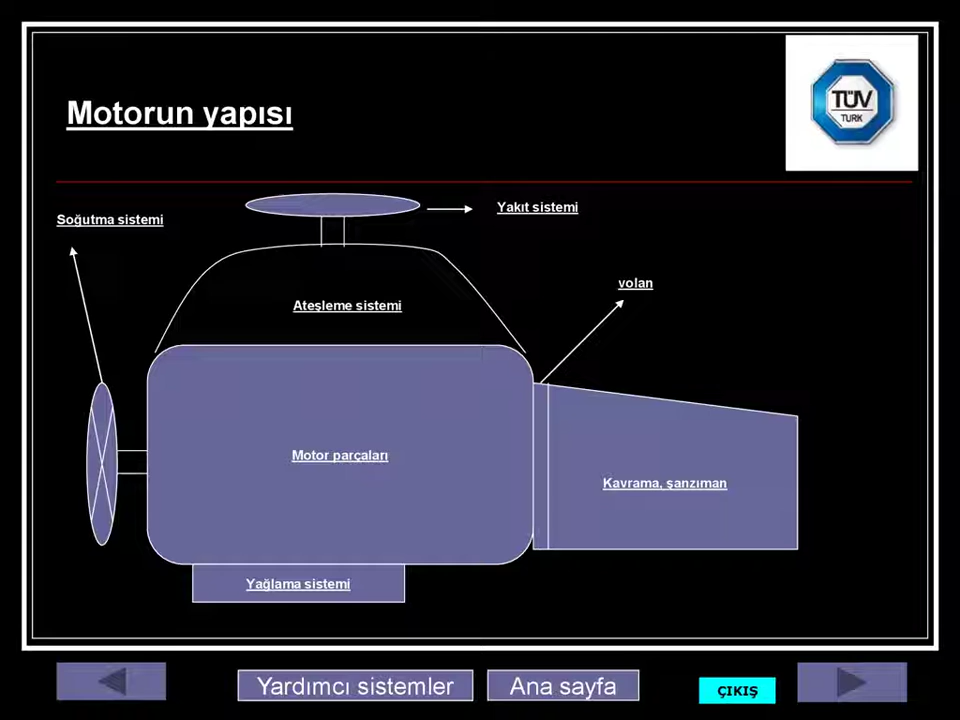 Motorun yapısı
TÜV
TURK
Soğutma sistemi
Yakıt sistemi
volan
Ateşleme sistemi
Motor parçaları
Kavrama, şanzıman
Yağlama sistemi
Yardımcı sistemler
Ana sayfa
ÇIKIŞ